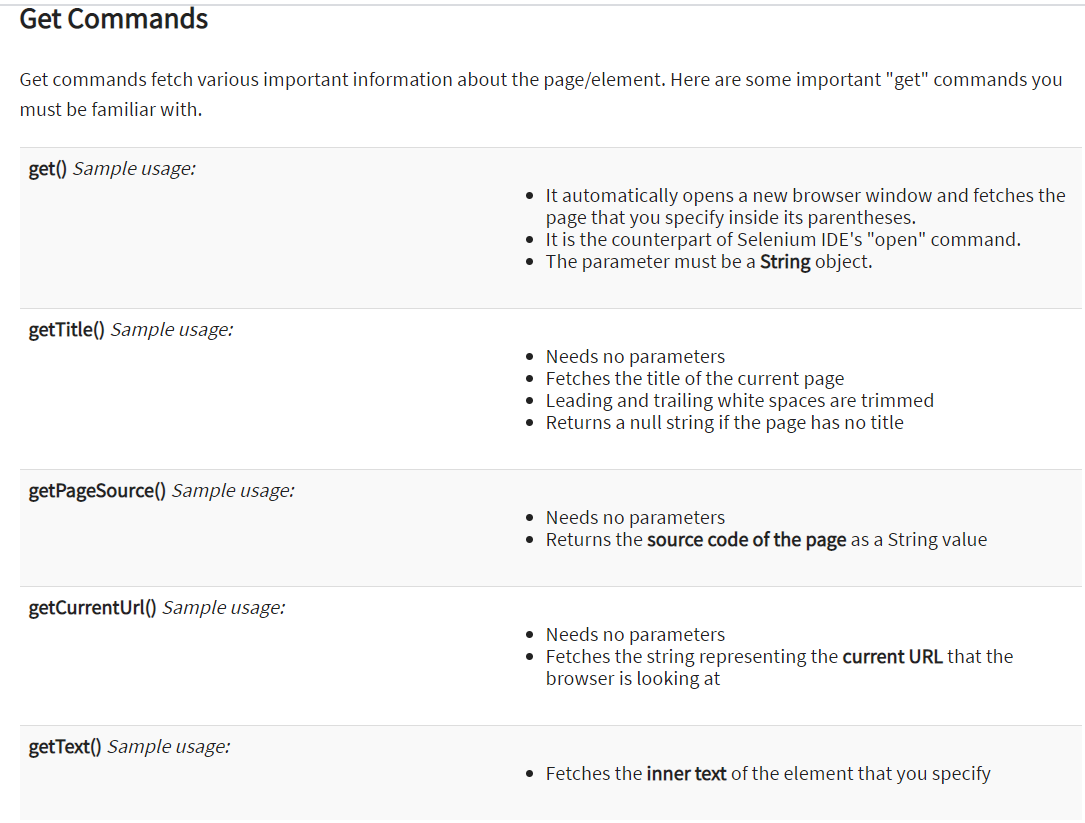 Get Commands
Get commands fetch various important information about the page/element. Here are some important "get" commands you
must be familiar with.
get() Sample usage:
It automatically opens a new browser window and fetches the
page that you specify inside its parentheses.
It is the counterpart of Selenium IDE's "open" command.
The parameter must be a String object.
getTitle() Sample usage:
Needs no parameters
Fetches the title of the current page
Leading and trailing white spaces are trimmed
Returns a null string if the page has no title
getPageSource() Sample usage:
Needs no parameters
Returns the source code of the page as a String value
getCurrentUrl() Sample usage:
Needs no parameters
Fetches the string representing the current URL that the
browser is looking at
getText() Sample usage:
Fetches the inner text of the element that you specify